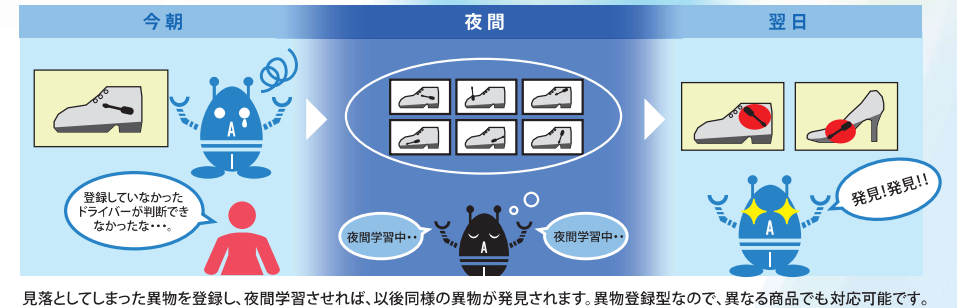 今朝
夜間
翌日
A
登録していなかった
ドライバーが判断でき
なかったな・・・。
夜間学習中・・
A
夜間学習中・・
発見!発見!!
A
見落としてしまった異物を登録し、夜間学習させれば、以後同様の異物が発見されます。異物登録型なので、異なる商品でも対応可能です。